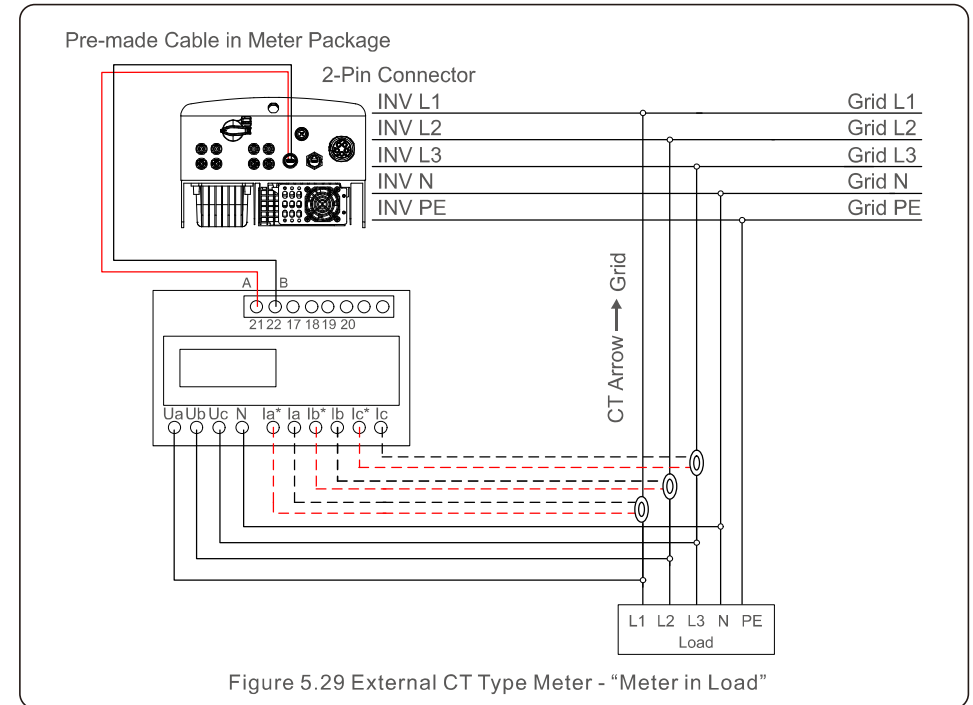 Pre-made Cable in Meter Package
2-Pin Connector
INV L1 Grid L1
INV L2 Grid L2
INV L3 Grid L3
INV N Grid N
INV PE Grid PE
CT Arrow → Grid
A B
21 22 17 18 19 20
Ua Ub Uc N Ia* Ia Ib* Ib Ic* Ic
L1 L2 L3 N PE
Load
Figure 5.29 External CT Type Meter - “Meter in Load”